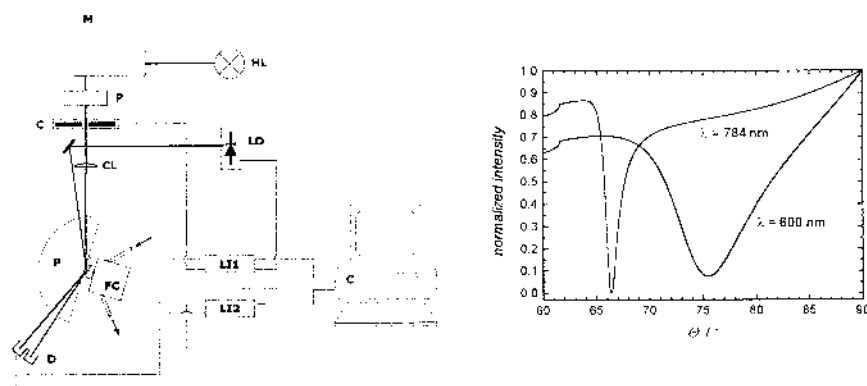 M
HL
P
C
LD
CL
P
FC
LI1
C
LI2
D
normalized intensity
1.0
0.9
0.8
0.7
0.6
0.5
0.4
0.3
0.2
0.1
0.0
λ = 784 nm
λ = 600 nm
60 65 70 75 80 85 90
Θ / °